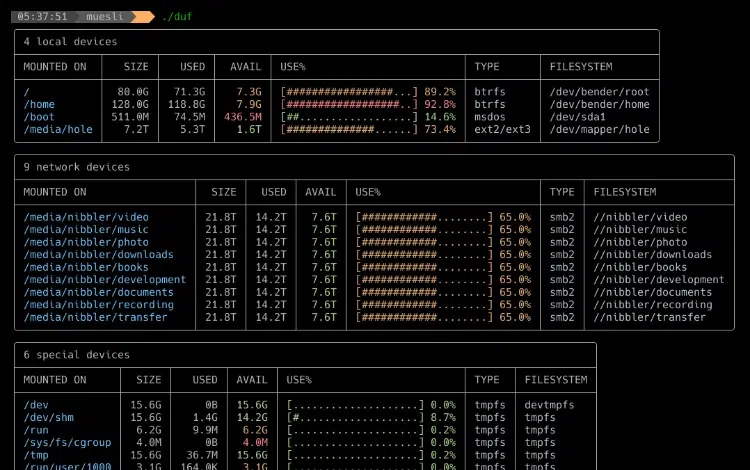 05:37:51 muesli ./duf
4 local devices
MOUNTED ON SIZE USED AVAIL USE% TYPE FILESYSTEM
/ 80.0G 71.3G 7.3G [#################...] 89.2% btrfs /dev/bender/root
/home 128.0G 118.8G 7.9G [##################..] 92.8% btrfs /dev/bender/home
/boot 511.0M 74.5M 436.5M [##..................] 14.6% msdos /dev/sda1
/media/hole 7.2T 5.3T 1.6T [##############......] 73.4% ext2/ext3 /dev/mapper/hole
9 network devices
MOUNTED ON SIZE USED AVAIL USE% TYPE FILESYSTEM
/media/nibbler/video 21.8T 14.2T 7.6T [############........] 65.0% smb2 //nibbler/video
/media/nibbler/music 21.8T 14.2T 7.6T [############........] 65.0% smb2 //nibbler/music
/media/nibbler/photo 21.8T 14.2T 7.6T [############........] 65.0% smb2 //nibbler/photo
/media/nibbler/downloads 21.8T 14.2T 7.6T [############........] 65.0% smb2 //nibbler/downloads
/media/nibbler/books 21.8T 14.2T 7.6T [############........] 65.0% smb2 //nibbler/books
/media/nibbler/development 21.8T 14.2T 7.6T [############........] 65.0% smb2 //nibbler/development
/media/nibbler/documents 21.8T 14.2T 7.6T [############........] 65.0% smb2 //nibbler/documents
/media/nibbler/recording 21.8T 14.2T 7.6T [############........] 65.0% smb2 //nibbler/recording
/media/nibbler/transfer 21.8T 14.2T 7.6T [############........] 65.0% smb2 //nibbler/transfer
6 special devices
MOUNTED ON SIZE USED AVAIL USE% TYPE FILESYSTEM
/dev 15.6G 0B 15.6G [....................] 0.0% tmpfs devtmpfs
/dev/shm 15.6G 1.4G 14.2G [#...................] 8.7% tmpfs tmpfs
/run 6.2G 9.9M 6.2G [....................] 0.2% tmpfs tmpfs
/sys/fs/cgroup 4.0M 0B 4.0M [....................] 0.0% tmpfs tmpfs
/tmp 15.6G 36.7M 15.6G [....................] 0.2% tmpfs tmpfs
/run/user/1000 3.1G 164.0K 3.1G [....................] 0.0% tmpfs tmpfs